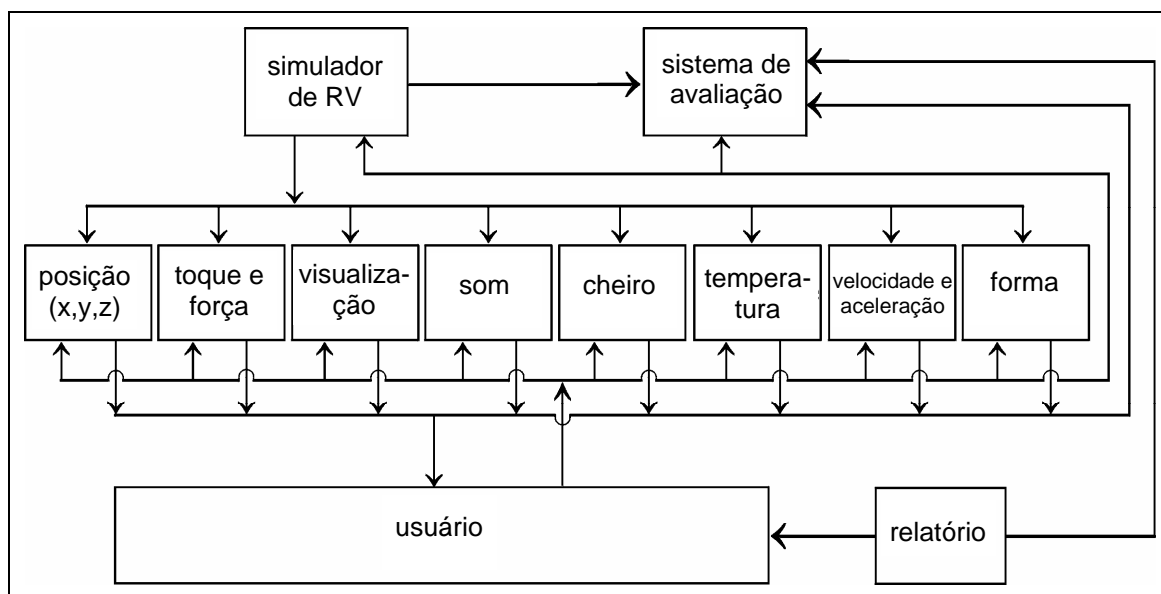 simulador
de RV
sistema de
avaliação
posição
(x,y,z)
toque e
força
visualiza-
ção
som
cheiro
tempera-
tura
velocidade e
aceleração
forma
usuário
relatório